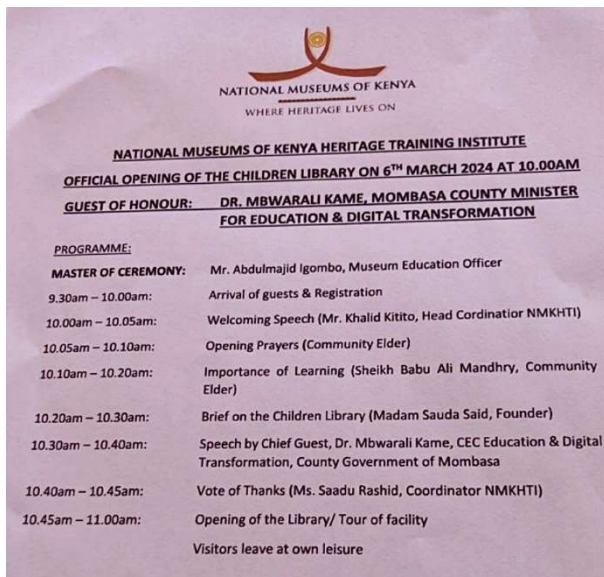 NATIONAL MUSEUMS OF KENYA
WHERE HERITAGE LIVES ON
NATIONAL MUSEUMS OF KENYA HERITAGE TRAINING INSTITUTE
OFFICIAL OPENING OF THE CHILDREN LIBRARY ON 6TH MARCH 2024 AT 10.00AM
GUEST OF HONOUR: DR. MBWARALI KAME, MOMBASA COUNTY MINISTER
FOR EDUCATION & DIGITAL TRANSFORMATION
PROGRAMME:
MASTER OF CEREMONY: Mr. Abdulmajid Igombo, Museum Education Officer
9.30am – 10.00am: Arrival of guests & Registration
10.00am – 10.05am: Welcoming Speech (Mr. Khalid Kitito, Head Cordinatior NMKHTI)
10.05am – 10.10am: Opening Prayers (Community Elder)
10.10am – 10.20am: Importance of Learning (Sheikh Babu Ali Mandhry, Community
Elder)
10.20am – 10.30am: Brief on the Children Library (Madam Sauda Said, Founder)
10.30am – 10.40am: Speech by Chief Guest, Dr. Mbwarali Kame, CEC Education & Digital
Transformation, County Government of Mombasa
10.40am – 10.45am: Vote of Thanks (Ms. Saadu Rashid, Coordinator NMKHTI)
10.45am – 11.00am: Opening of the Library/ Tour of facility
Visitors leave at own leisure